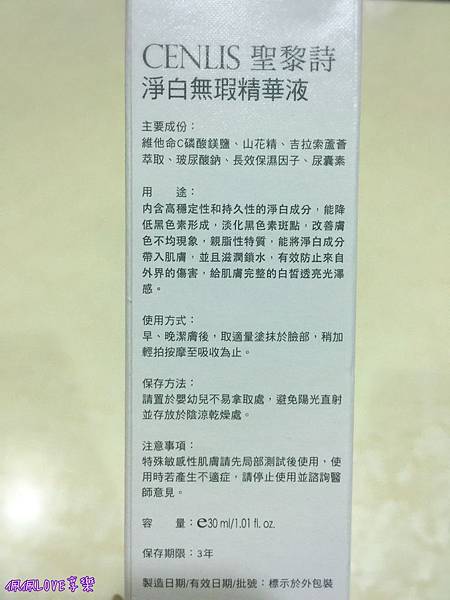 CENLIS 聖黎詩
淨白無瑕精華液
主要成份：
維他命C磷酸鎂鹽、山花精、吉拉索蘆薈
萃取、玻尿酸鈉、長效保濕因子、尿囊素
用　　途：
內含高穩定性和持久性的淨白成分，能降
低黑色素形成，淡化黑色素斑點，改善膚
色不均現象，親脂性特質，能將淨白成分
帶入肌膚，並且滋潤鎖水，有效防止來自
外界的傷害，給肌膚完整的白皙透亮光澤
感。
使用方式：
早、晚潔膚後，取適量塗抹於臉部，稍加
輕拍按摩至吸收為止。
保存方法：
請置於嬰幼兒不易拿取處，避免陽光直射
並存放於陰涼乾燥處。
注意事項：
特殊敏感性肌膚請先局部測試後使用，使
用時若產生不適症，請停止使用並諮詢醫
師意見。
容　　量：℮30 ml/1.01 fl. oz.
保存期限：3年
製造日期/有效日期/批號：標示於外包裝
佩佩LOVE享樂